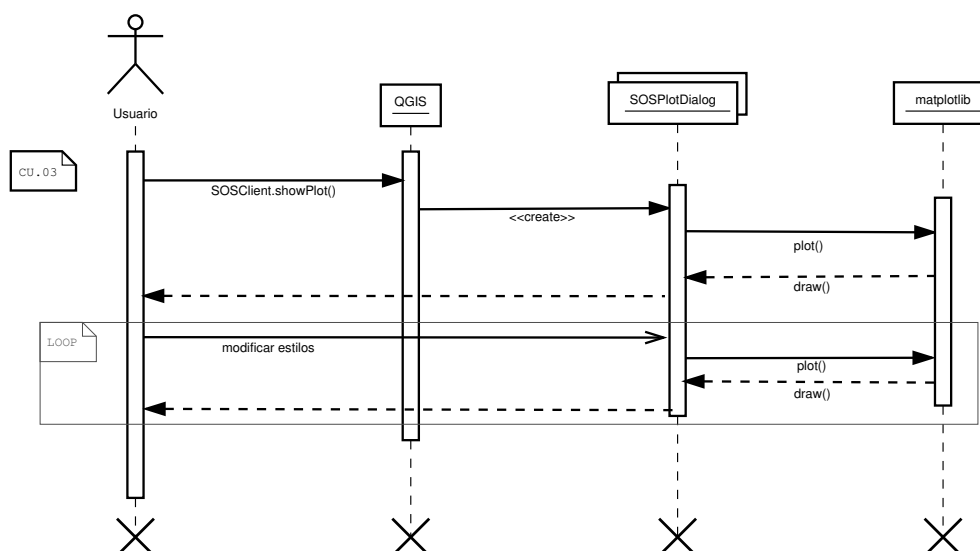 Usuario
QGIS
SOSPlotDialog
matplotlib
CU.03
SOSClient.showPlot()
<<create>>
plot()
draw()
LOOP
modificar estilos
plot()
draw()